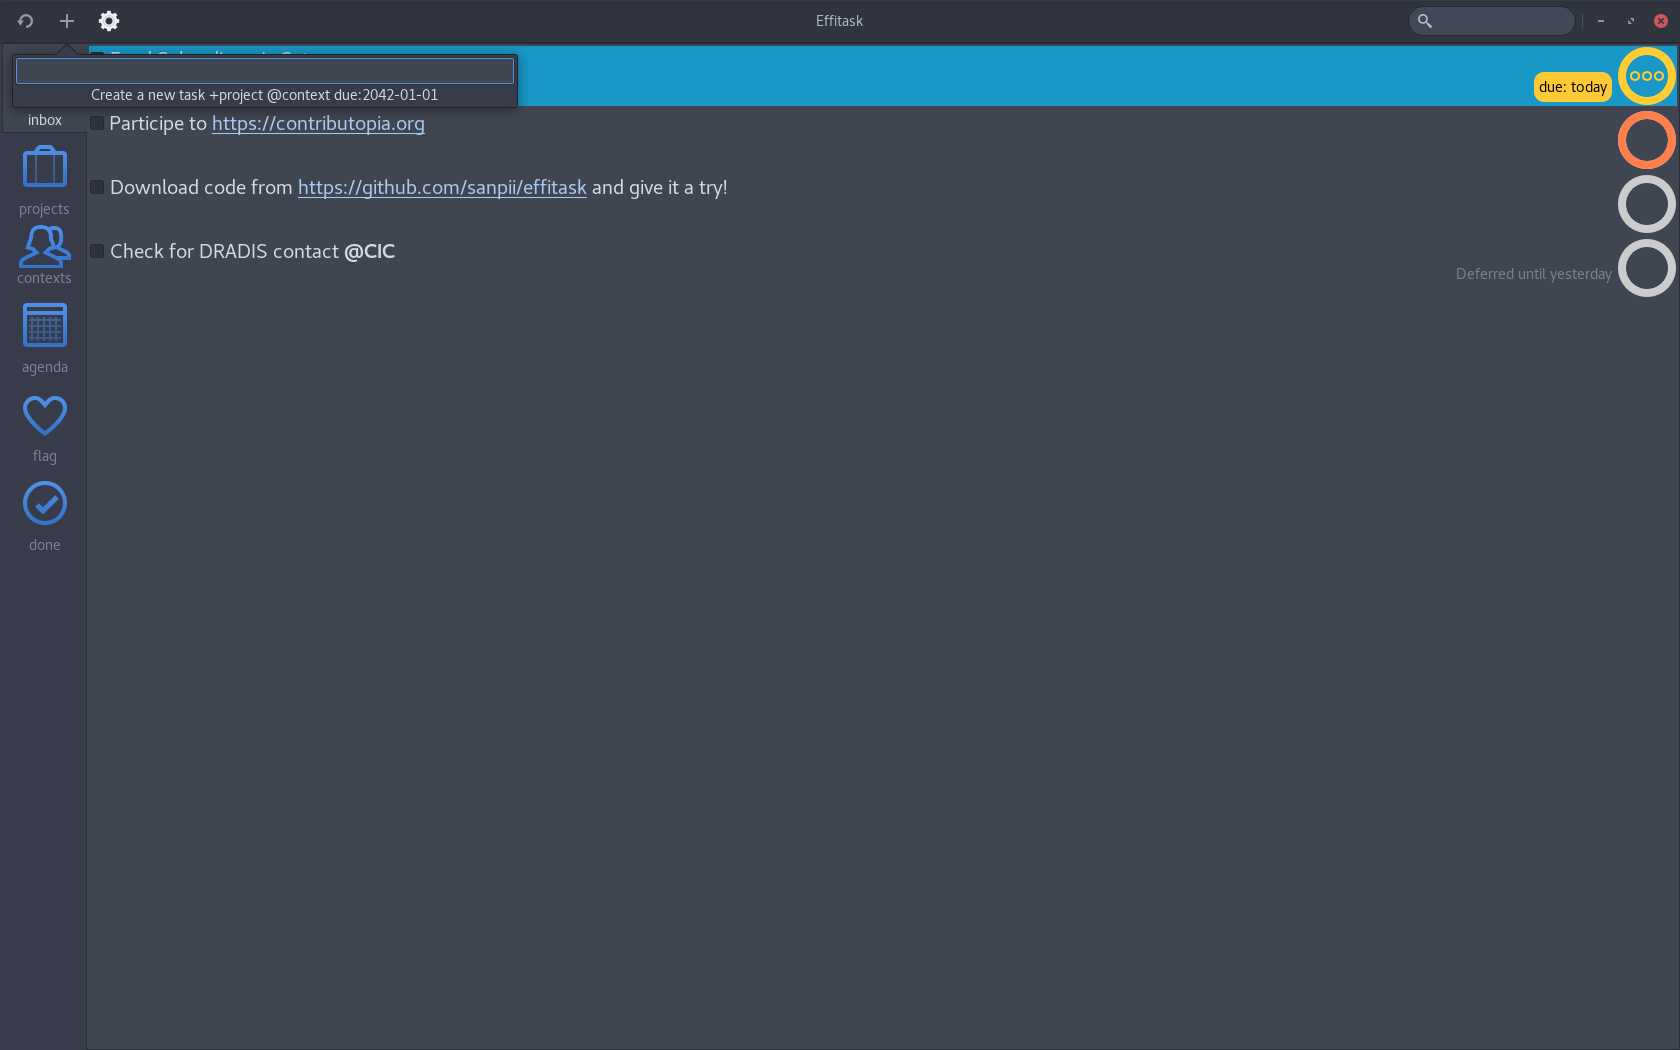 Effitask
Create a new task +project @context due:2042-01-01
due: today
inbox
Participe to https://contributopia.org
projects
Download code from https://github.com/sanpii/effitask and give it a try!
contexts
Check for DRADIS contact @CIC
Deferred until yesterday
agenda
flag
done